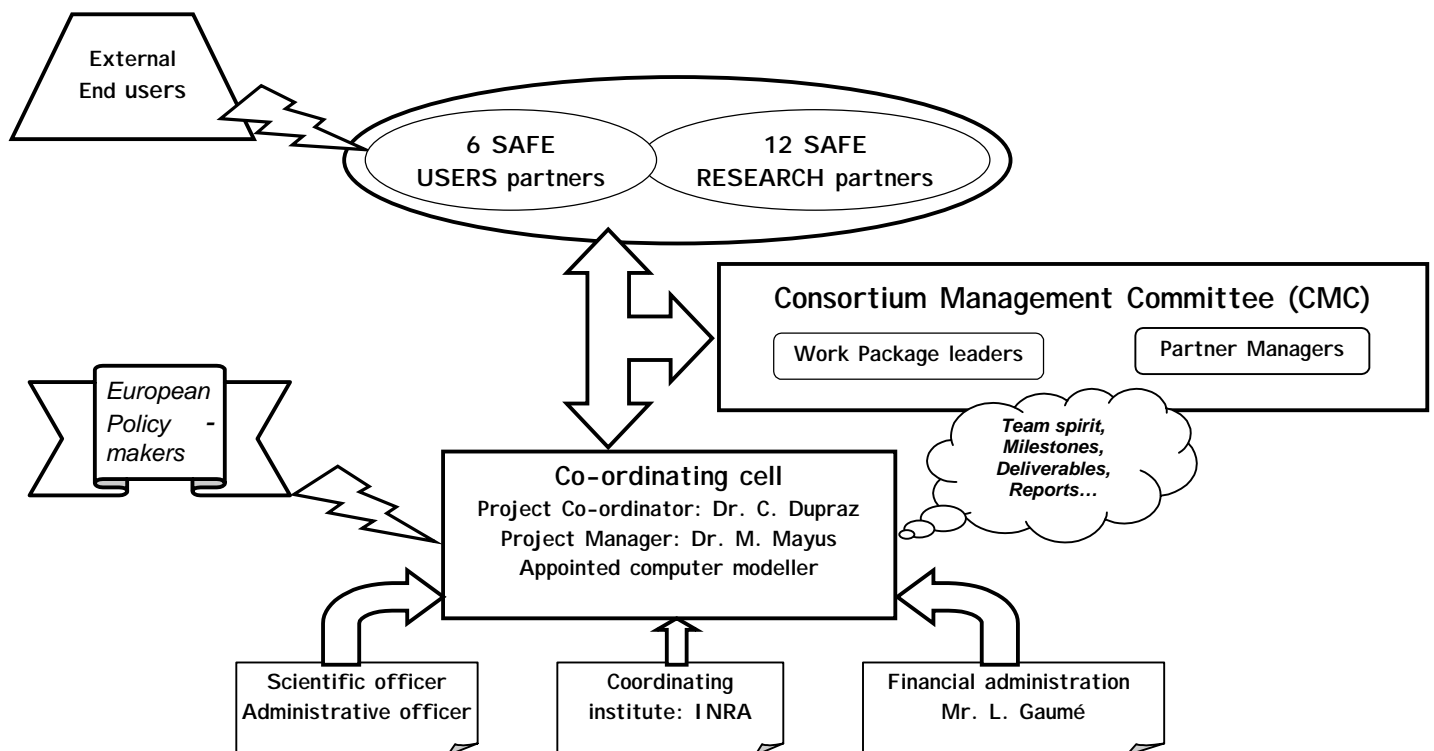 External
End users
6 SAFE
USERS partners
12 SAFE
RESEARCH partners
Consortium Management Committee (CMC)
Work Package leaders
Partner Managers
European
Policy -
makers
Team spirit,
Milestones,
Deliverables,
Reports…
Co-ordinating cell
Project Co-ordinator: Dr. C. Dupraz
Project Manager: Dr. M. Mayus
Appointed computer modeller
Scientific officer
Administrative officer
Coordinating
institute: INRA
Financial administration
Mr. L. Gaumé